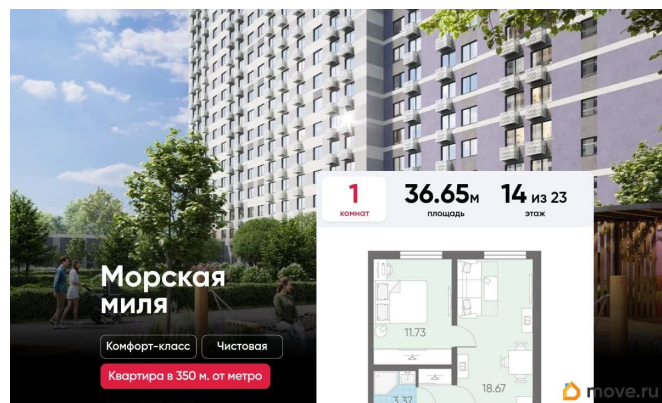 1
комнат
36.65м
площадь
14 из 23
этаж
Морская
миля
Комфорт-класс
Чистовая
Квартира в 350 м. от метро
11.73
18.67
3.37
move.ru